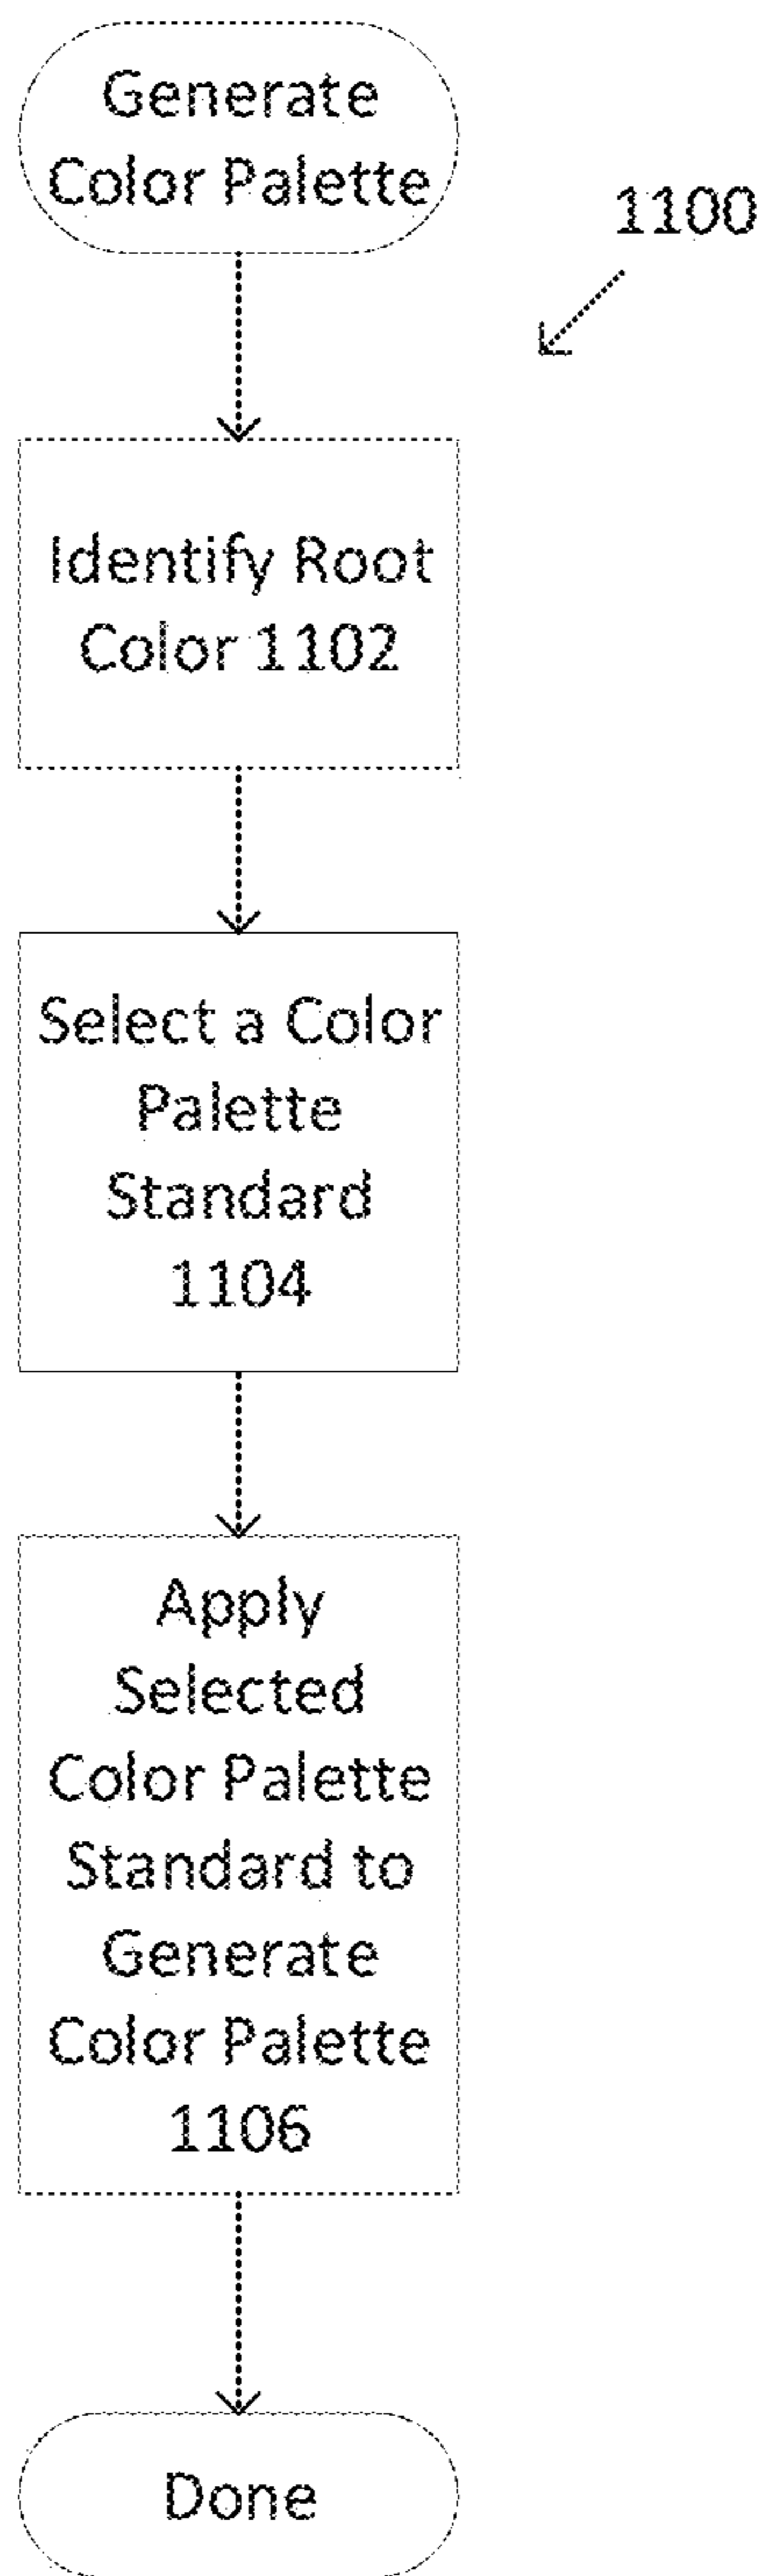 Generate
Color Palette
1100
Identify Root
Color 1102
Select a Color
Palette
Standard
1104
Apply
Selected
Color Palette
Standard to
Generate
Color Palette
1106
Done